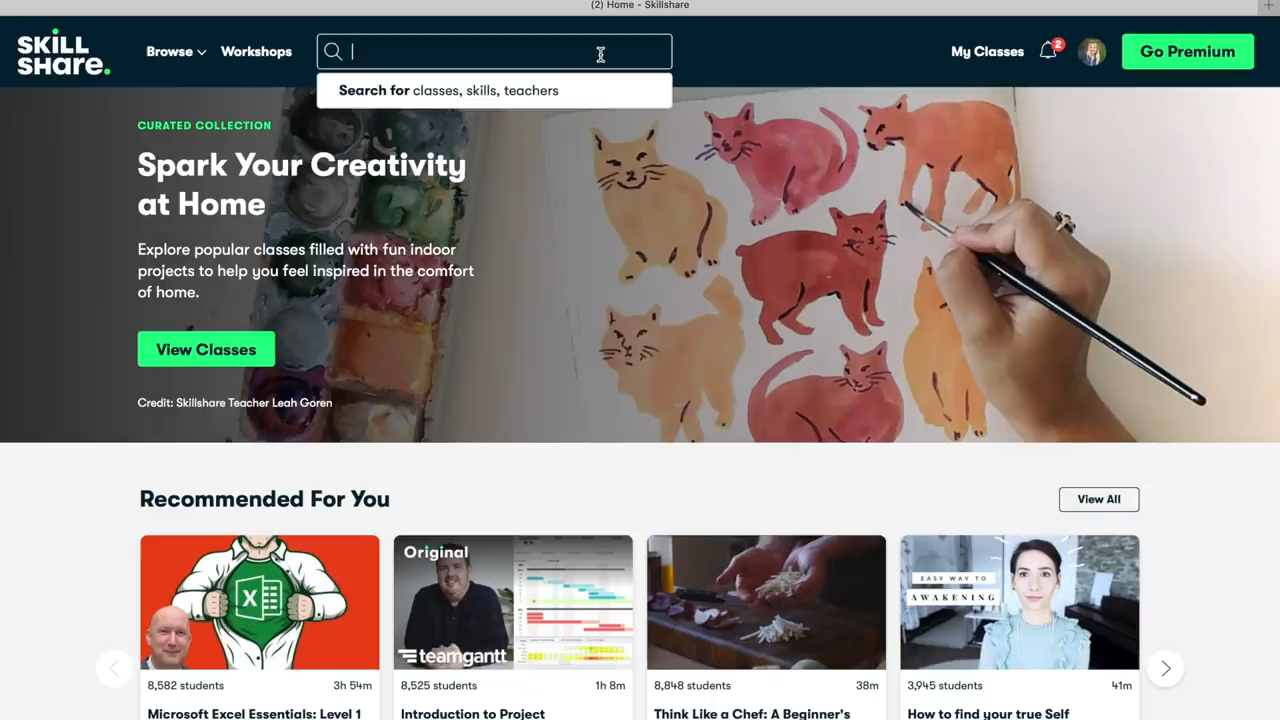 (2) Home - Skillshare
SKILL
SHARE.
Browse
Workshops
My Classes
2
Go Premium
Search for classes, skills, teachers
CURATED COLLECTION
Spark Your Creativity
at Home
Explore popular classes filled with fun indoor
projects to help you feel inspired in the comfort
of home.
View Classes
Credit: Skillshare Teacher Leah Goren
Recommended For You
View All
X
Original
teamgantt
EASY WAY TO
AWAKENING
8,582 students
3h 54m
8,525 students
1h 8m
8,848 students
38m
3,945 students
41m
Microsoft Excel Essentials: Level 1
Introduction to Project
Think Like a Chef: A Beginner's
How to find your true Self